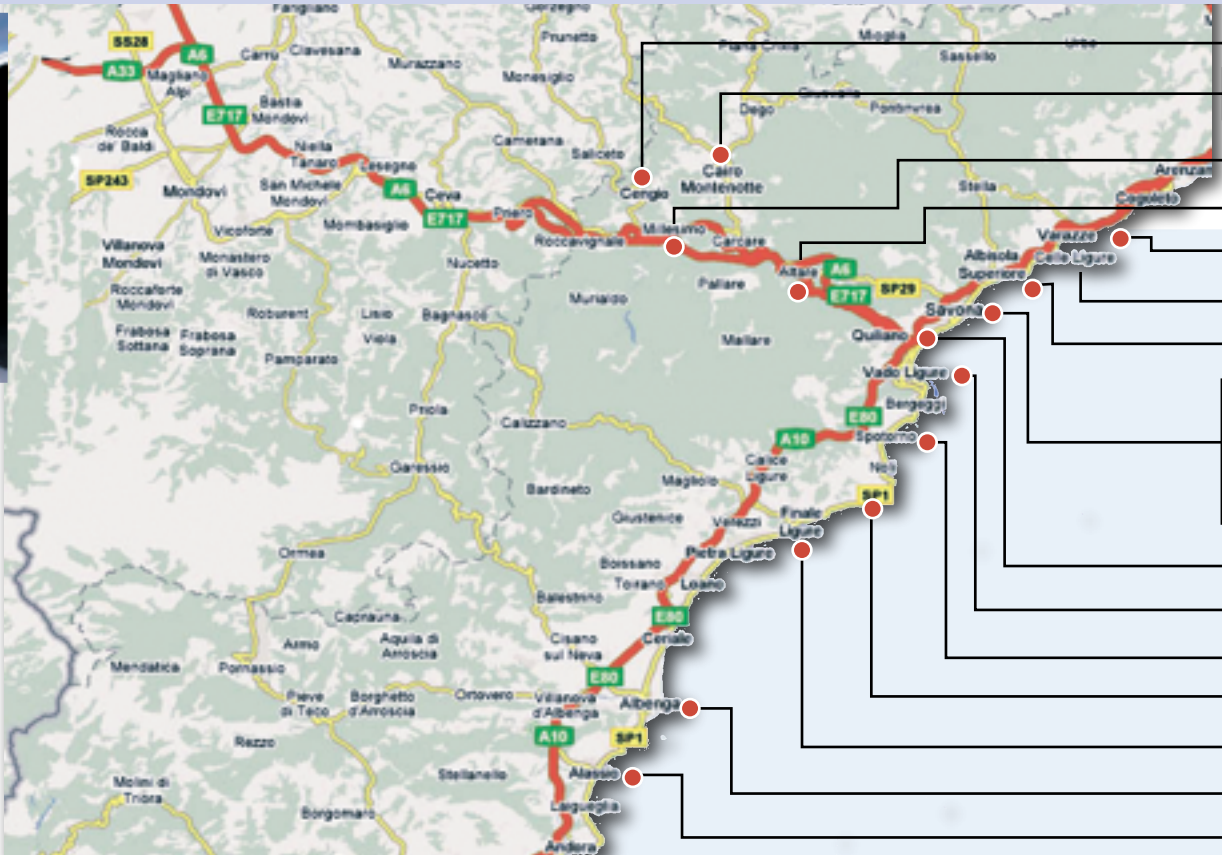 Farigliano
SS28
A6
Carrù
Clavesana
Prunetto
Piana Crixia
Mioglia
Sassello
A33
Magliano
Alpi
Murazzano
Monesiglio
E717
Bastia
Mondovì
Dego
Giusvalla
Pontinvrea
Rocca
de' Baldi
Niella
Tanaro
Camerana
Saliceto
Lesegno
SP243
Mondovì
San Michele
Mondovì
A6
Ceva
Cengio
Cairo
Montenotte
Stella
Arenzan
Cogoleto
Vicoforte
Mombasiglio
E717
Priero
Roccavignale
Millesimo
Carcare
Varazze
Villanova
Mondovì
Monastero
di Vasco
Nucetto
Altare
A6
Albisola
Superiore
Celle Ligure
Roccaforte
Mondovì
Murialdo
Pallare
E717
SP29
Roburent
Lisio
Bagnasco
Savona
Frabosa
Sottana
Frabosa
Soprana
Viola
Mallare
Quiliano
Pamparato
Vado Ligure
Priola
Bergeggi
Calizzano
E80
A10
Spotorno
Garessio
Calice
Ligure
Noli
Bardineto
Magliolo
SP1
Giustenice
Verezzi
Finale
Ligure
Ormea
Boissano
Pietra Ligure
Toirano
Loano
Balestrino
Caprauna
E80
Armo
Aquila di
Arroscia
Cisano
sul Neva
Ceriale
Mendatica
Pornassio
E80
Pieve
di Teco
Borghetto
d'Arroscia
Ortovero
Villanova
d'Albenga
Albenga
Rezzo
A10
SP1
Stellanello
Alassio
Molini di
Triora
Borgomaro
Laigueglia
Andora